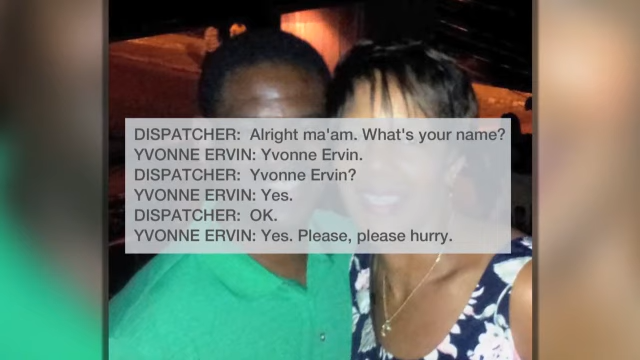 DISPATCHER: Alright ma'am. What's your name?
YVONNE ERVIN: Yvonne Ervin.
DISPATCHER: Yvonne Ervin?
YVONNE ERVIN: Yes.
DISPATCHER: OK.
YVONNE ERVIN: Yes. Please, please hurry.